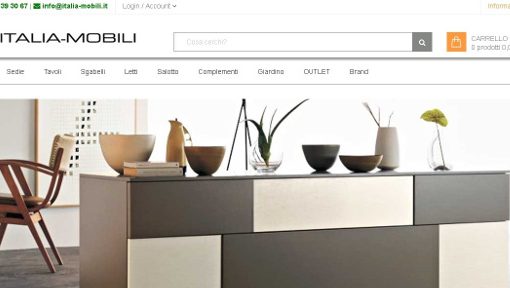 39 30 67 | info@italia-mobili.it Login / Account Informa
ITALIA-MOBILI
Cosa cerchi?
CARRELLO
0 prodotti 0,0
Sedie Tavoli Sgabelli Letti Salotto Complementi Giardino OUTLET Brand